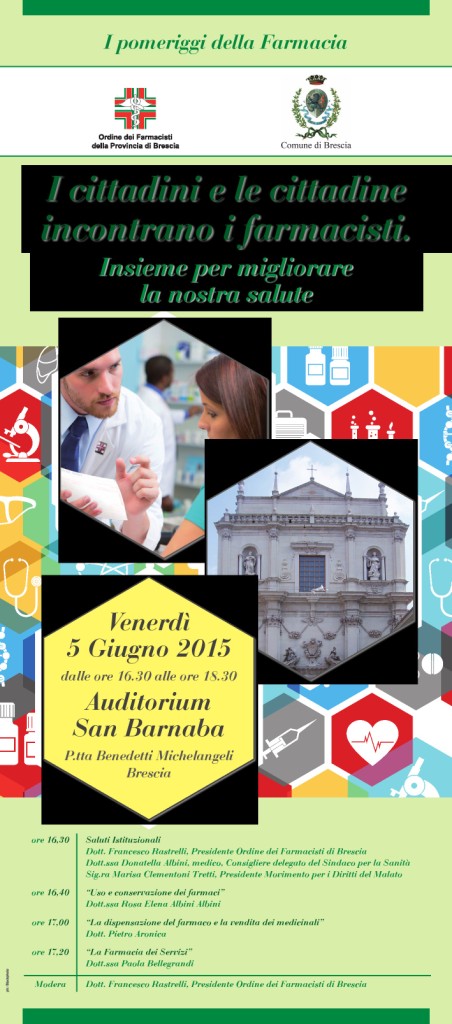 I pomeriggi della Farmacia
Ordine dei Farmacisti
della Provincia di Brescia
Comune di Brescia
I cittadini e le cittadine
incontrano i farmacisti.
Insieme per migliorare
la nostra salute
Venerdì
5 Giugno 2015
dalle ore 16.30 alle ore 18.30
Auditorium
San Barnaba
P.tta Benedetti Michelangeli
Brescia
ore 16,30 Saluti Istituzionali
Dott. Francesco Rastrelli, Presidente Ordine dei Farmacisti di Brescia
Dott.ssa Donatella Albini, medico, Consigliere delegato del Sindaco per la Sanità
Sig.ra Marisa Clementoni Tretti, Presidente Movimento per i Diritti del Malato
ore 16,40 "Uso e conservazione dei farmaci"
Dott.ssa Rosa Elena Albini Albini
ore 17,00 "La dispensazione del farmaco e la vendita dei medicinali"
Dott. Pietro Aronica
ore 17.20 "La Farmacia dei Servizi"
Dott.ssa Paola Bellegrandi
Modera Dott. Francesco Rastrelli, Presidente Ordine dei Farmacisti di Brescia